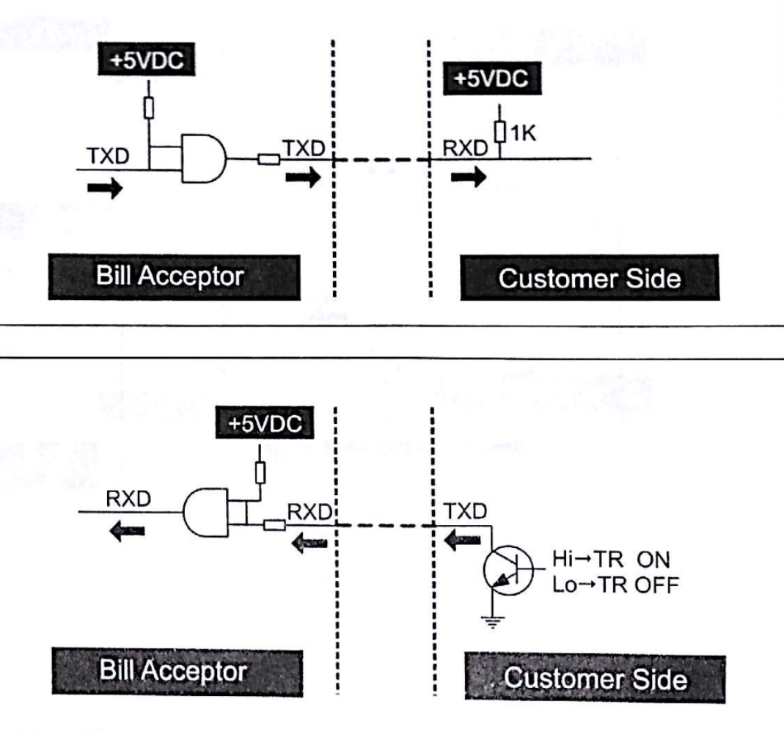 +5VDC
+5VDC
1K
TXD
TXD
RXD
Bill Acceptor
Customer Side
+5VDC
RXD
RXD
TXD
Hi→TR ON
Lo→TR OFF
Bill Acceptor
Customer Side